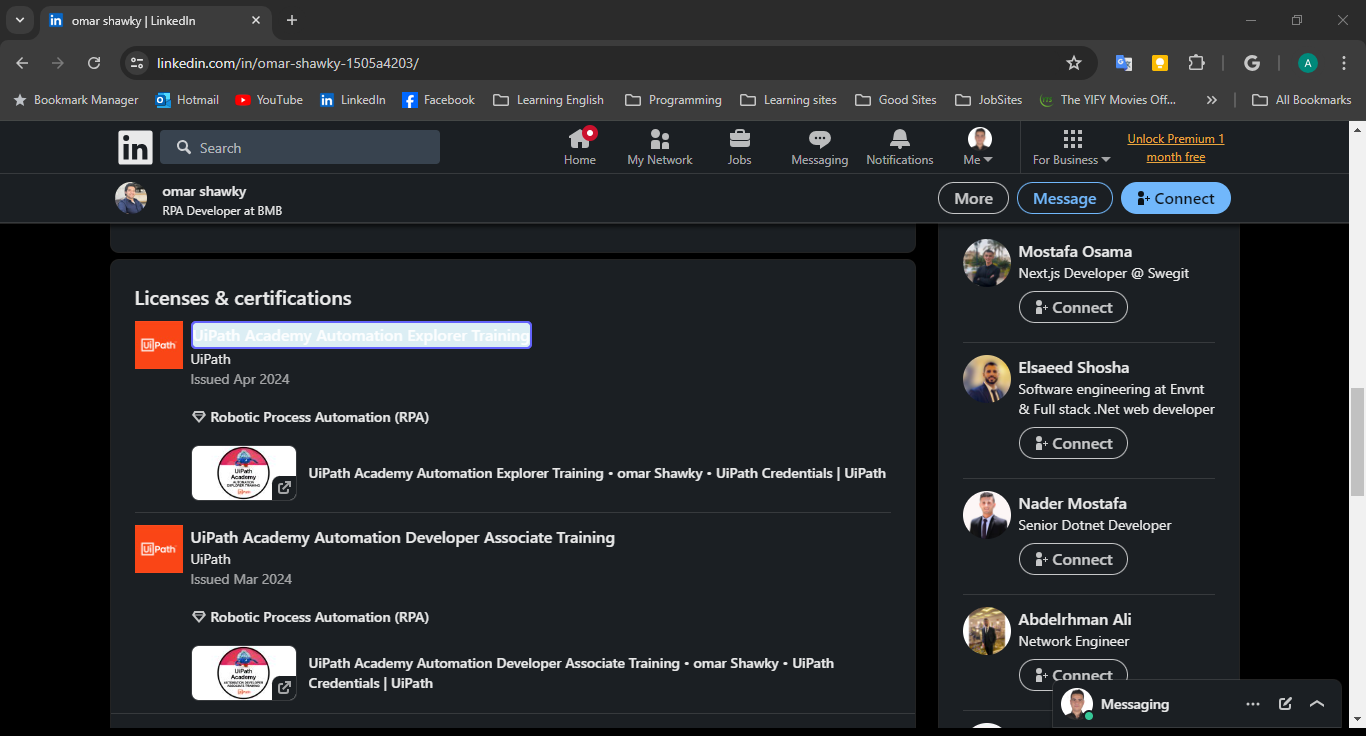 omar shawky | LinkedIn
linkedin.com/in/omar-shawky-1505a4203/
A
Bookmark Manager
Hotmail
YouTube
LinkedIn
Facebook
Learning English
Programming
Learning sites
Good Sites
JobSites
The YIFY Movies Off...
All Bookmarks
in
Search
Home
My Network
Jobs
Messaging
Notifications
Me
For Business
Unlock Premium 1
month free
omar shawky
RPA Developer at BMB
More
Message
Connect
Licenses & certifications
UiPath
UiPath Academy Automation Explorer Training
UiPath
Issued Apr 2024
Robotic Process Automation (RPA)
UiPath
Academy
AUTOMATION
EXPLORER TRAINING
UiPath Academy Automation Explorer Training • omar Shawky • UiPath Credentials | UiPath
UiPath
UiPath Academy Automation Developer Associate Training
UiPath
Issued Mar 2024
Robotic Process Automation (RPA)
UiPath
Academy
AUTOMATION DEVELOPER
ASSOCIATE TRAINING
UiPath Academy Automation Developer Associate Training • omar Shawky • UiPath
Credentials | UiPath
Mostafa Osama
Next.js Developer @ Swegit
Connect
Elsaeed Shosha
Software engineering at Envnt
& Full stack .Net web developer
Connect
Nader Mostafa
Senior Dotnet Developer
Connect
Abdelrhman Ali
Network Engineer
Connect
Messaging